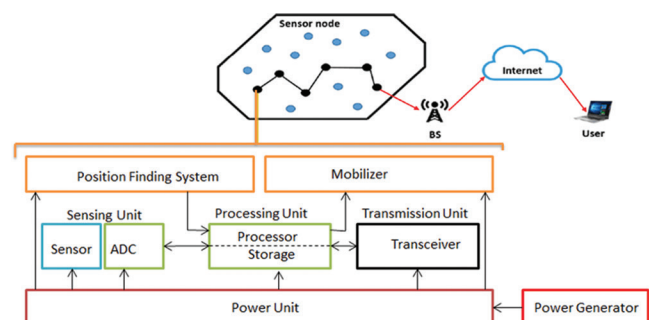 Sensor node
Internet
BS
User
Position Finding System
Mobilizer
Sensing Unit
Processing Unit
Transmission Unit
Sensor
ADC
Processor
Storage
Transceiver
Power Unit
Power Generator